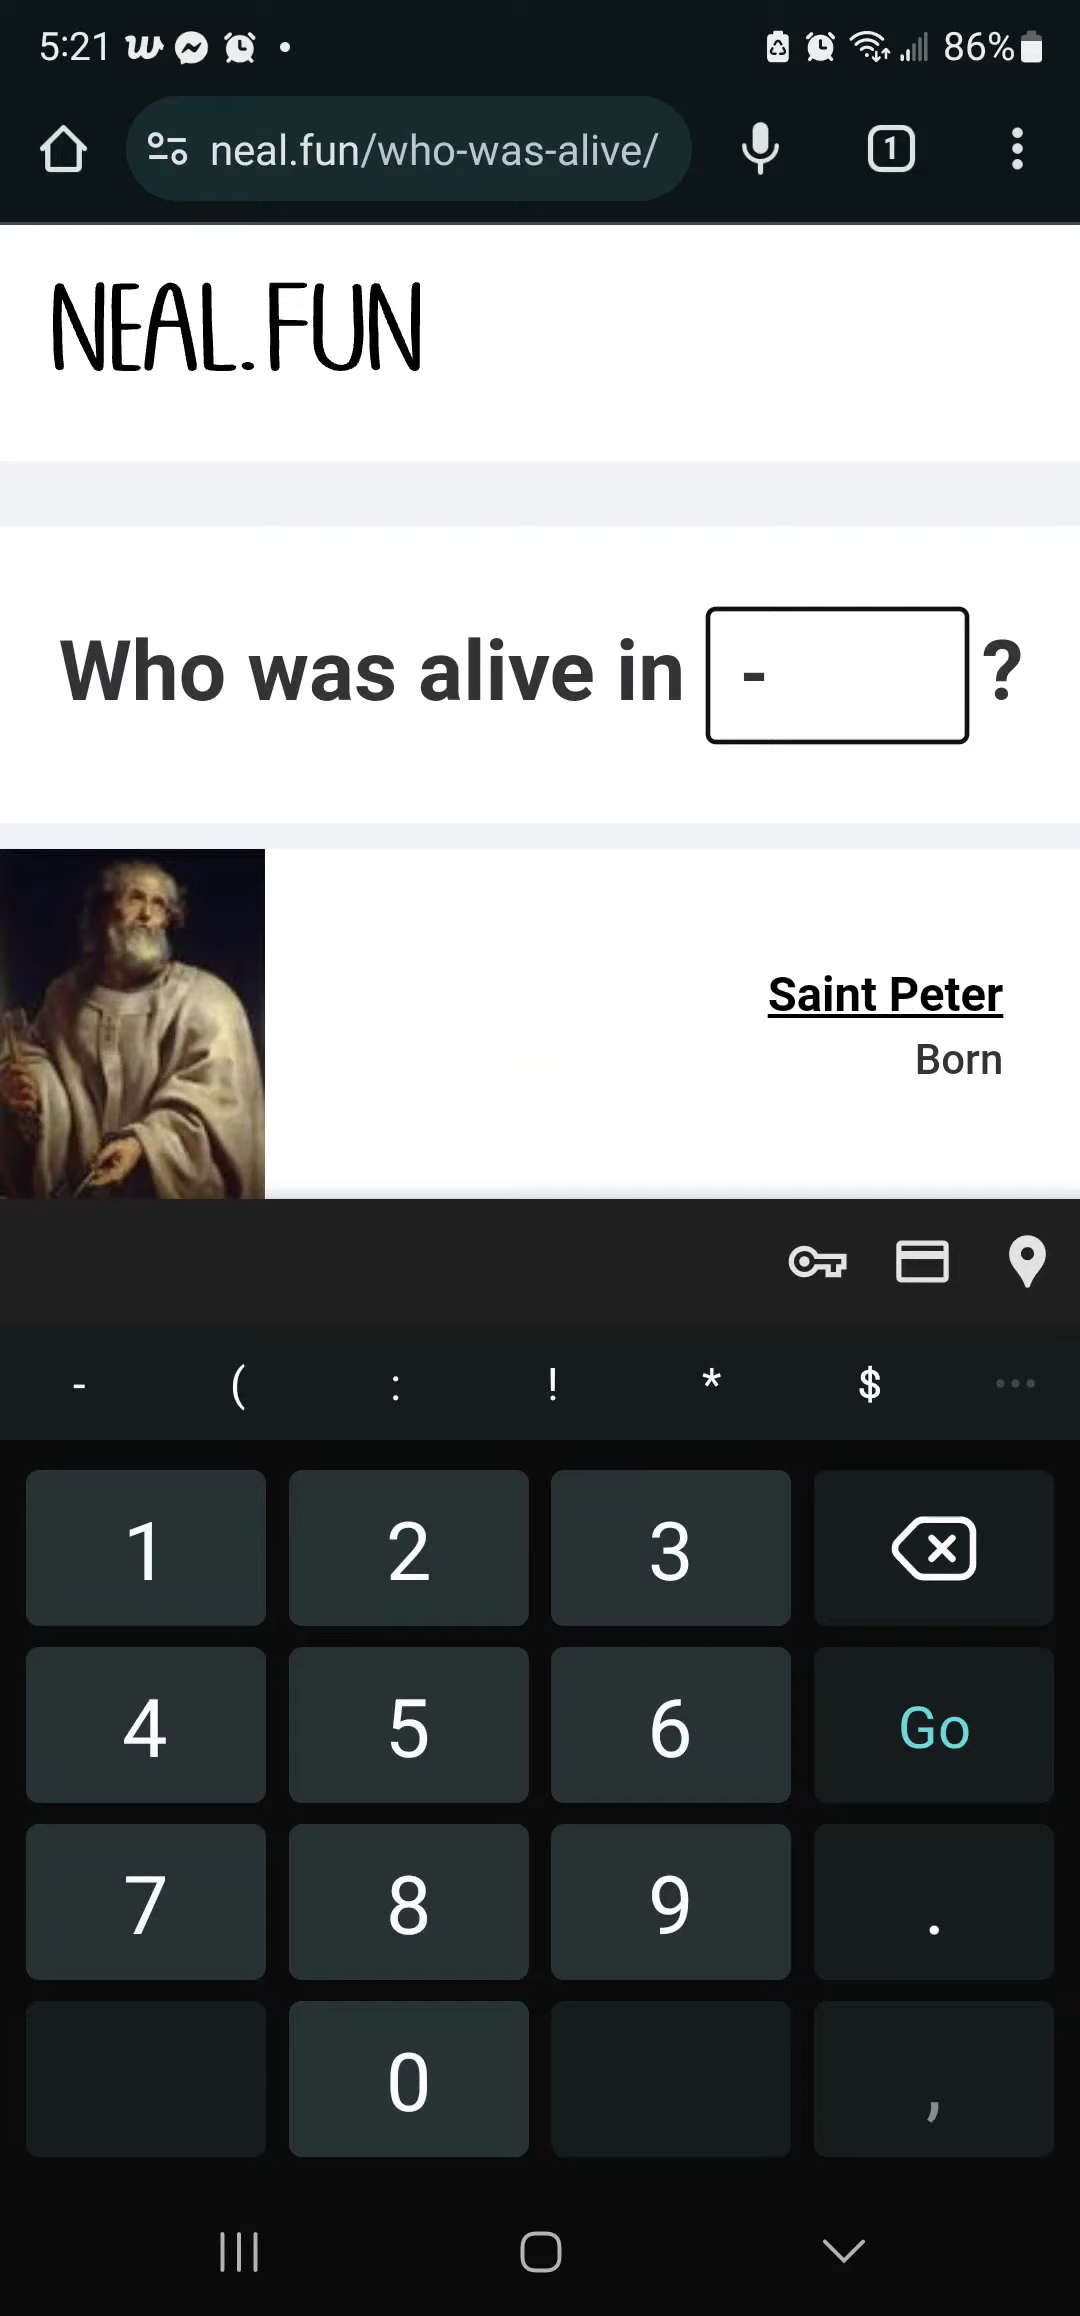 5:21 86%
neal.fun/who-was-alive/ 1
NEAL.FUN
Who was alive in - ?
Saint Peter
Born
- ( : ! * $ ...
1 2 3
4 5 6 Go
7 8 9 .
0 ,